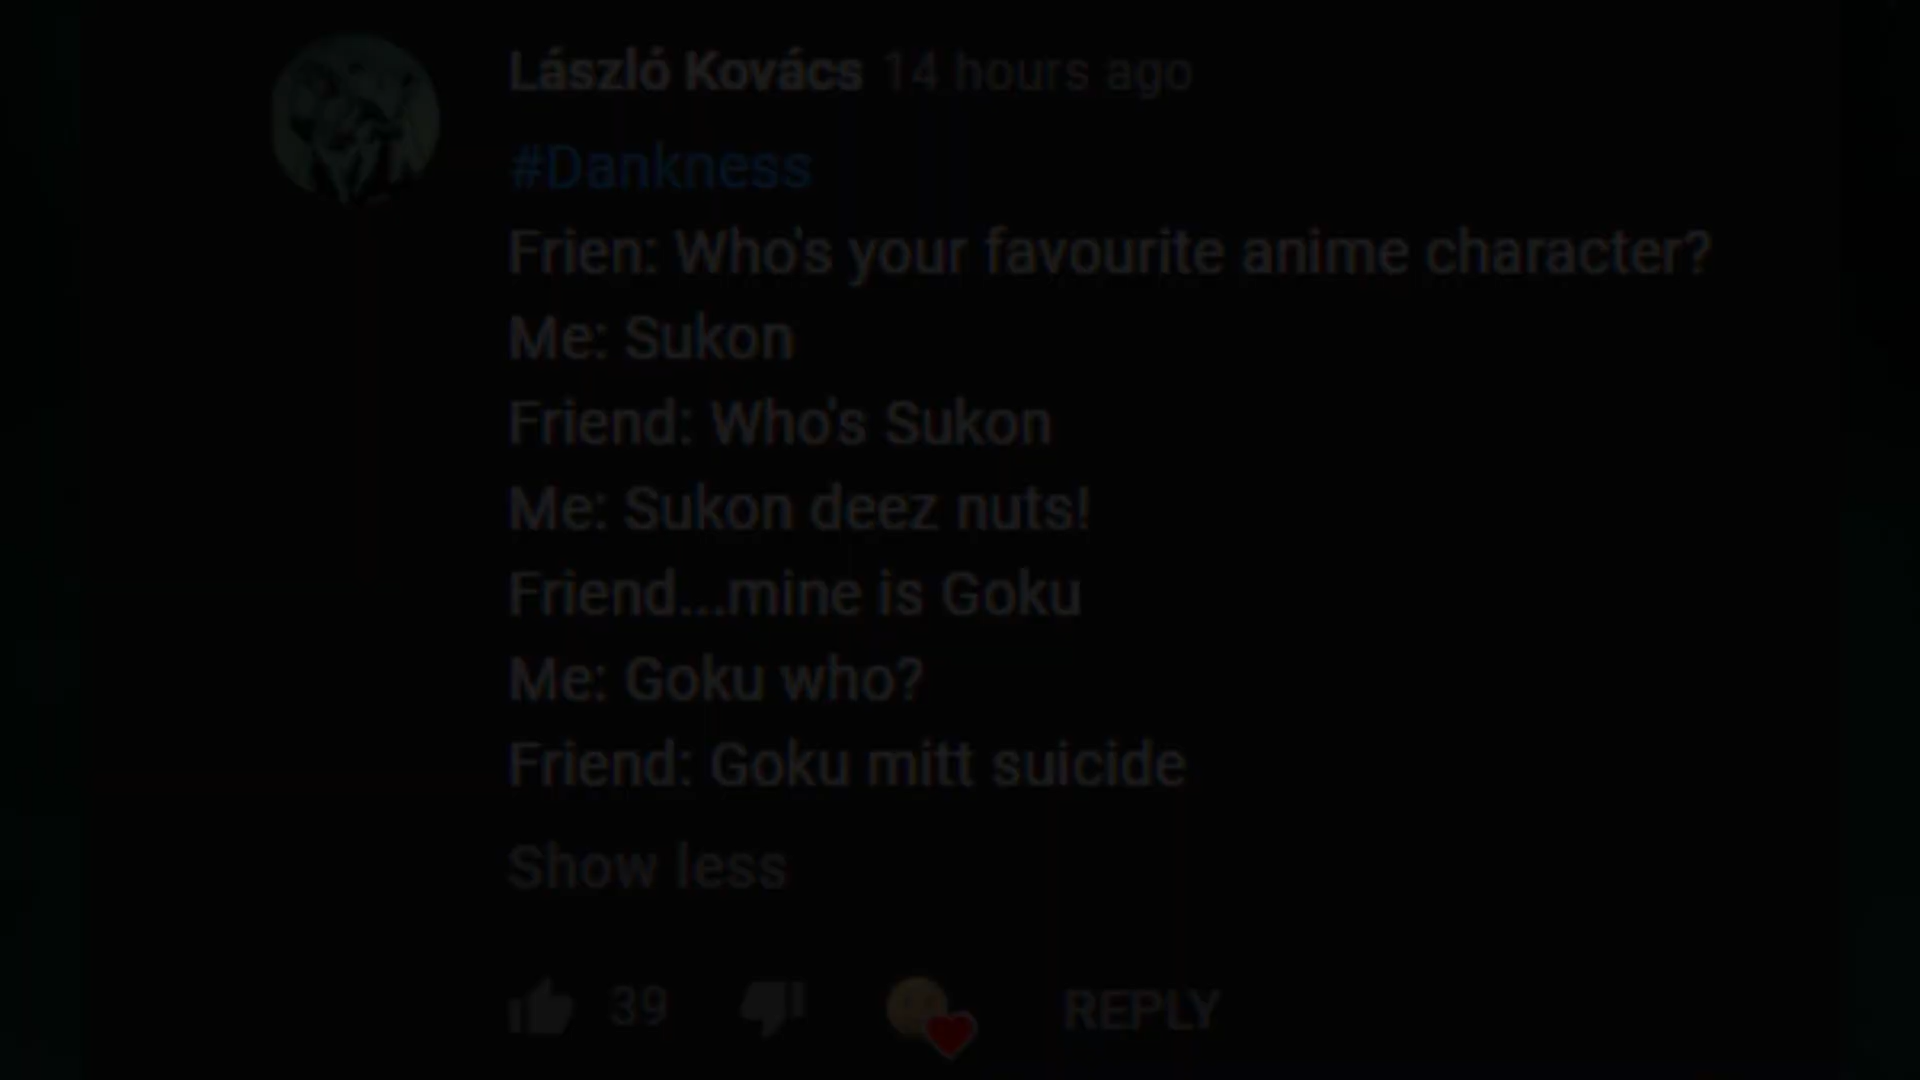 László Kovács 14 hours ago
#Dankness
Frien: Who's your favourite anime character?
Me: Sukon
Friend: Who's Sukon
Me: Sukon deez nuts!
Friend...mine is Goku
Me: Goku who?
Friend: Goku mitt suicide
Show less
39 REPLY